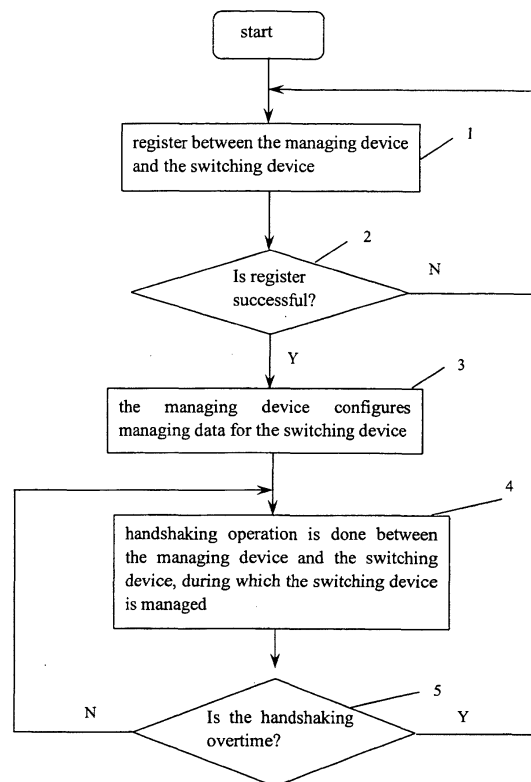 start
register between the managing device
and the switching device
1
2
Is register
successful?
N
Y
3
the managing device configures
managing data for the switching device
4
handshaking operation is done between
the managing device and the switching
device, during which the switching device
is managed
5
N
Is the handshaking
overtime?
Y